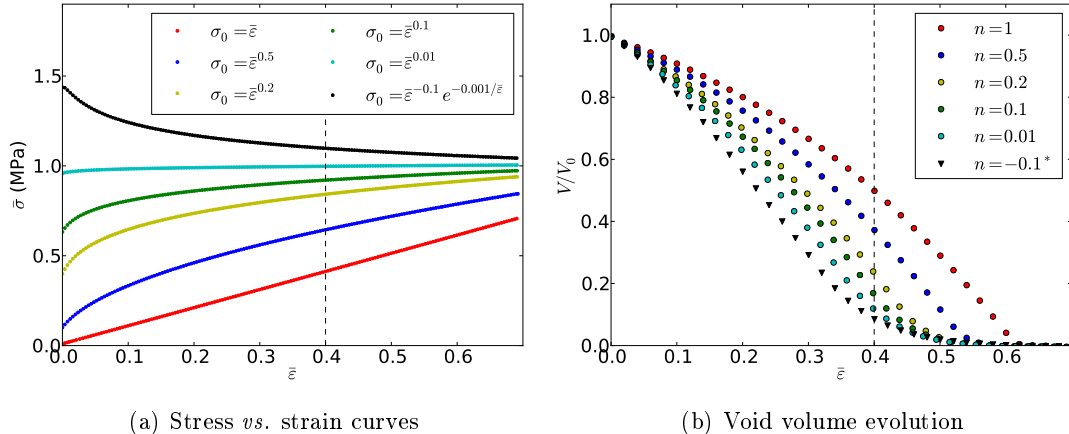 σ₀ = ε̄
σ₀ = ε̄^0.5
σ₀ = ε̄^0.2
σ₀ = ε̄^0.1
σ₀ = ε̄^0.01
σ₀ = ε̄^−0.1 e^−0.001/ε̄
1.5
1.0
0.5
0.0
σ̄ (MPa)
0.0 0.1 0.2 0.3 0.4 0.5 0.6
ε̄
(a) Stress vs. strain curves
n = 1
n = 0.5
n = 0.2
n = 0.1
n = 0.01
n = −0.1*
1.0
0.8
0.6
0.4
0.2
0.0
V/V₀
0.0 0.1 0.2 0.3 0.4 0.5 0.6
ε̄
(b) Void volume evolution